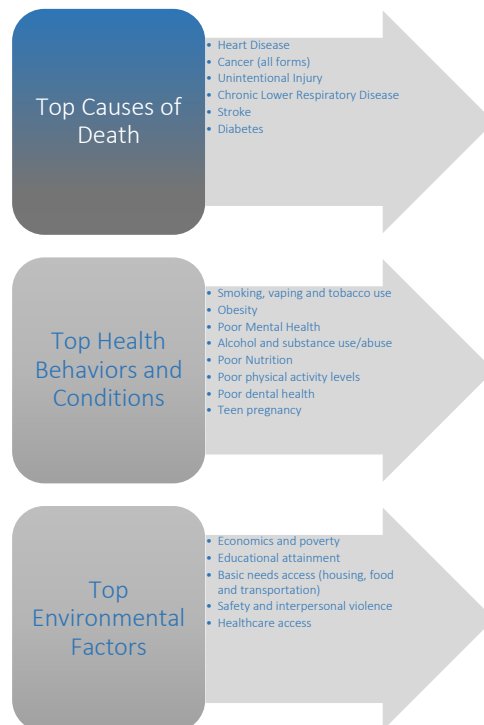 Top Causes of
Death
• Heart Disease
• Cancer (all forms)
• Unintentional Injury
• Chronic Lower Respiratory Disease
• Stroke
• Diabetes
Top Health
Behaviors and
Conditions
• Smoking, vaping and tobacco use
• Obesity
• Poor Mental Health
• Alcohol and substance use/abuse
• Poor Nutrition
• Poor physical activity levels
• Poor dental health
• Teen pregnancy
Top
Environmental
Factors
• Economics and poverty
• Educational attainment
• Basic needs access (housing, food
and transportation)
• Safety and interpersonal violence
• Healthcare access